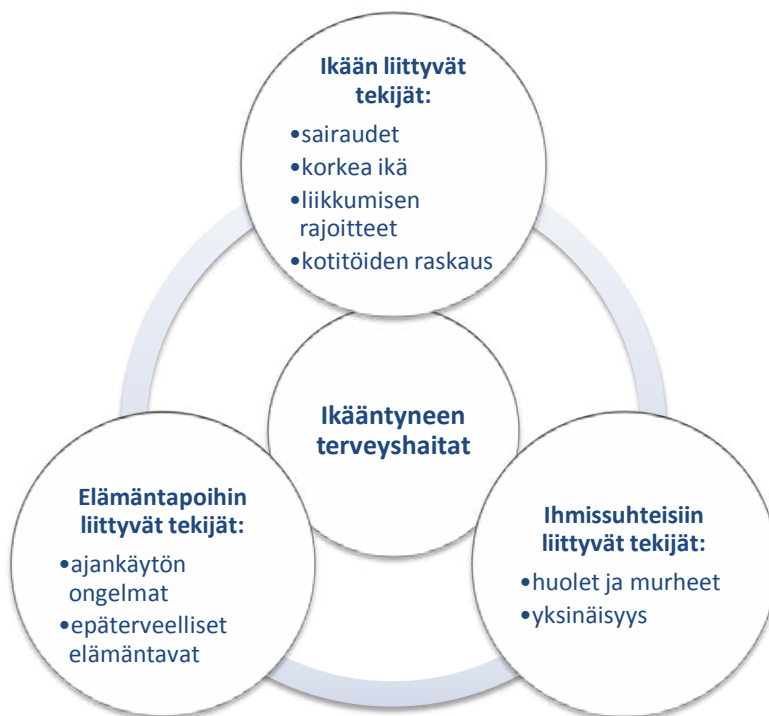 Ikään liittyvät
tekijät:
•sairaudet
•korkea ikä
•liikkumisen
rajoitteet
•kotitöiden raskaus
Ikääntyneen
terveyshaitat
Elämäntapoihin
liittyvät tekijät:
•ajankäytön
ongelmat
•epäterveelliset
elämäntavat
Ihmissuhteisiin
liittyvät tekijät:
•huolet ja murheet
•yksinäisyys